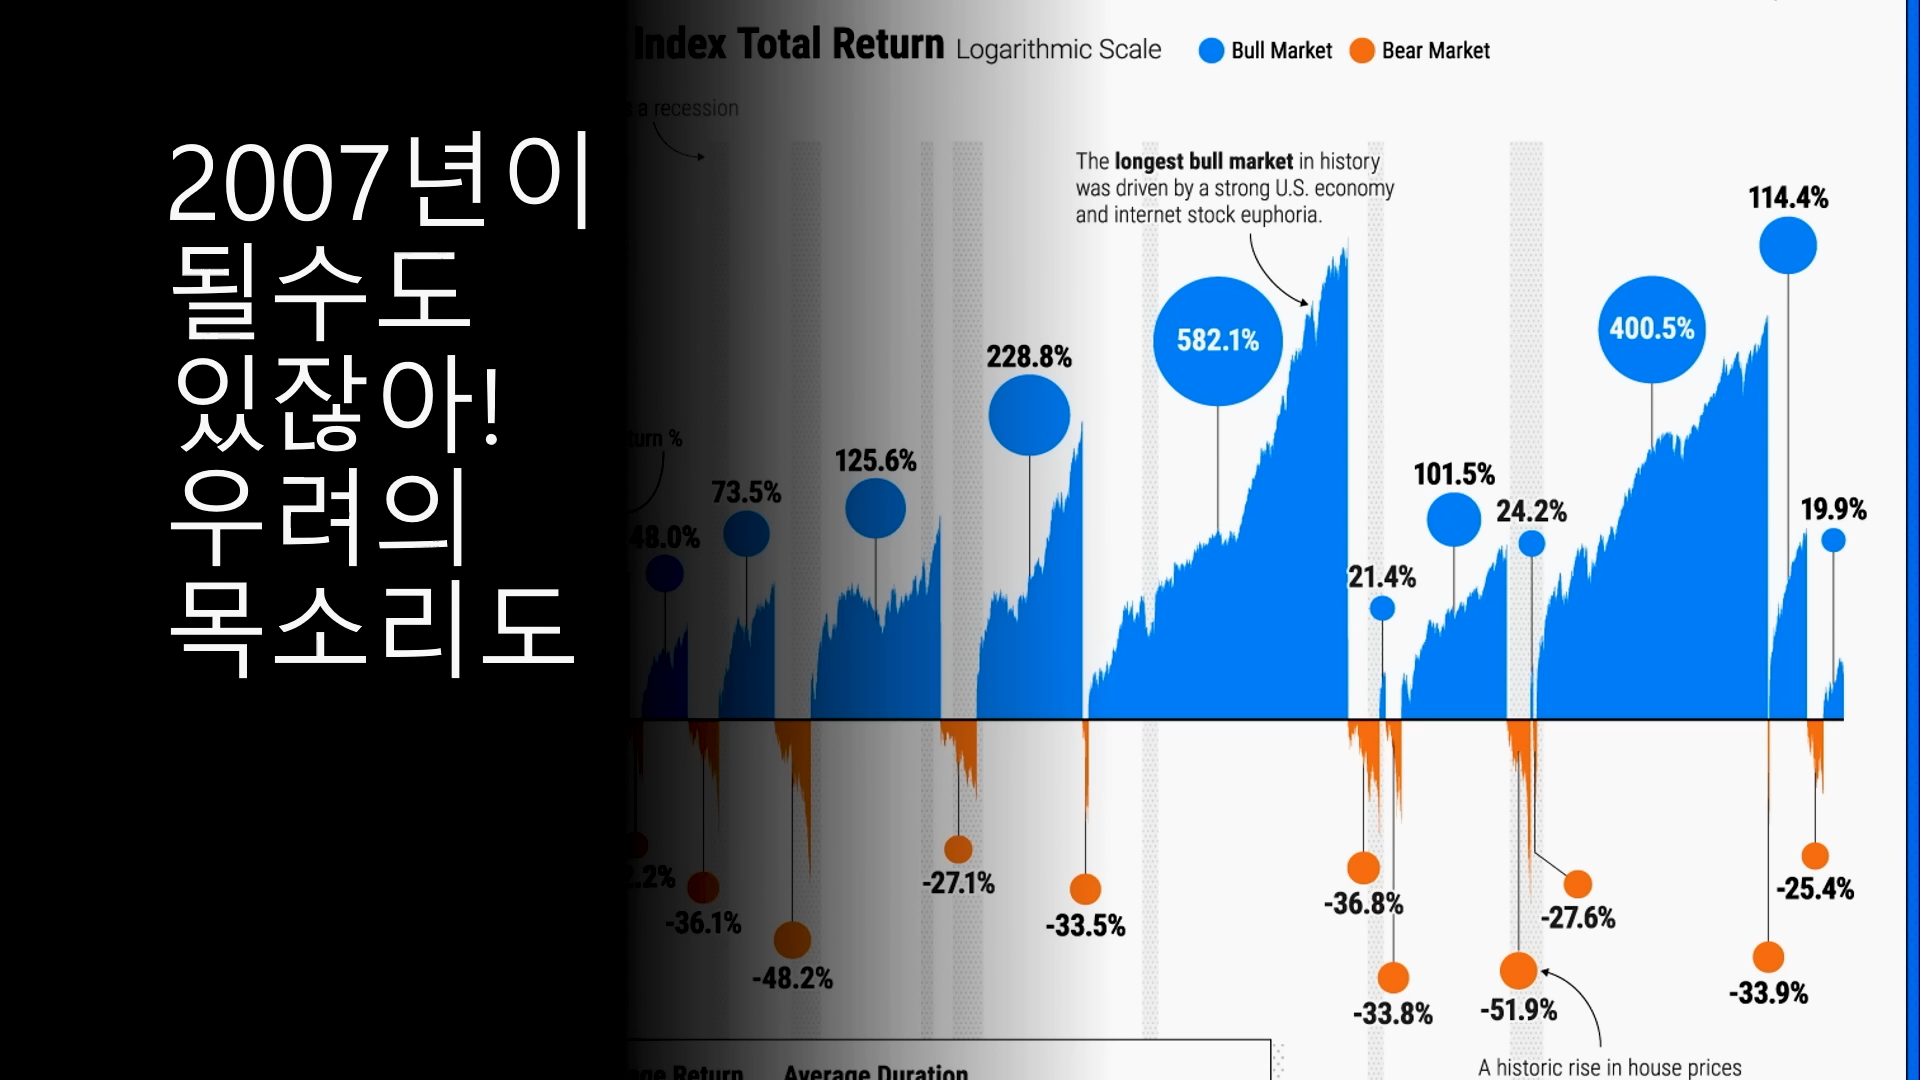 2007년이
될수도
있잖아!
우려의
목소리도
Index Total Return Logarithmic Scale Bull Market Bear Market
a recession
The longest bull market in history
was driven by a strong U.S. economy
and internet stock euphoria.
114.4%
582.1%
400.5%
228.8%
125.6%
101.5%
73.5%
24.2%
19.9%
48.0%
21.4%
%
-27.1%
-36.1%
-33.5%
-36.8%
-27.6%
-25.4%
-48.2%
-33.8%
-51.9%
-33.9%
A historic rise in house prices
Return Average Duration